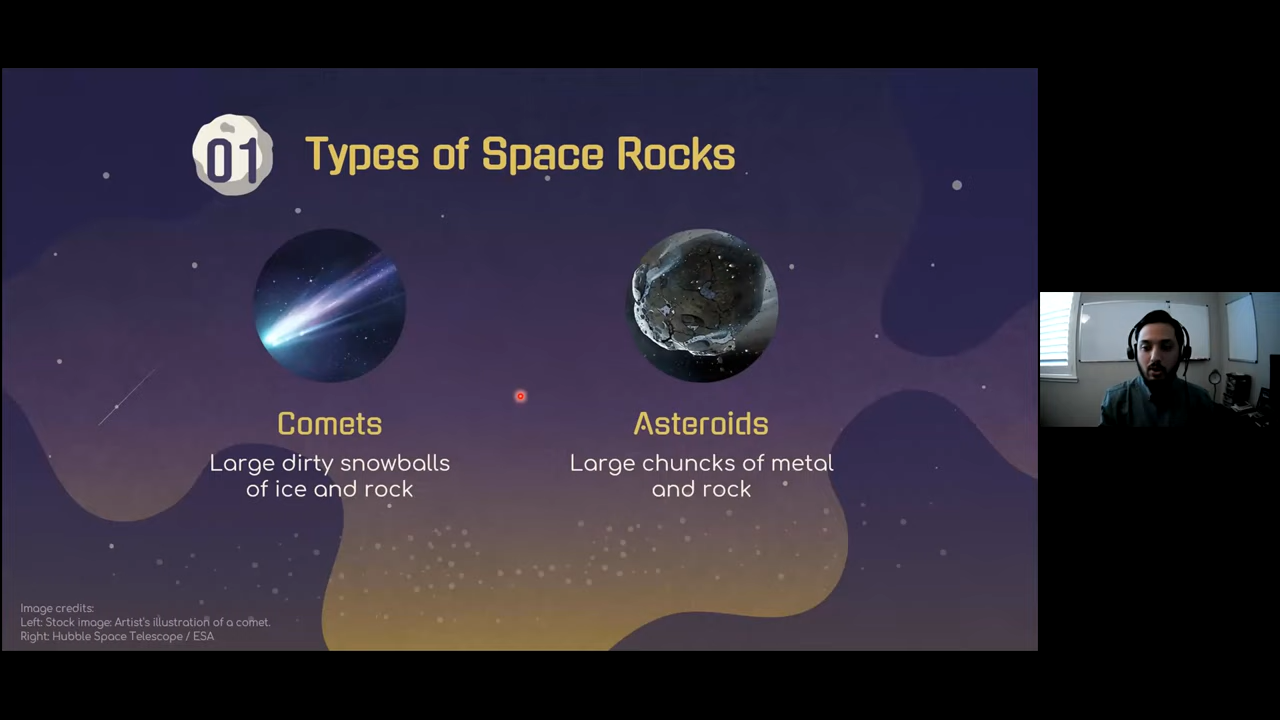 01
Types of Space Rocks
Comets
Large dirty snowballs
of ice and rock
Asteroids
Large chuncks of metal
and rock
Image credits:
Left: Stock image: Artist's illustration of a comet.
Right: Hubble Space Telescope / ESA